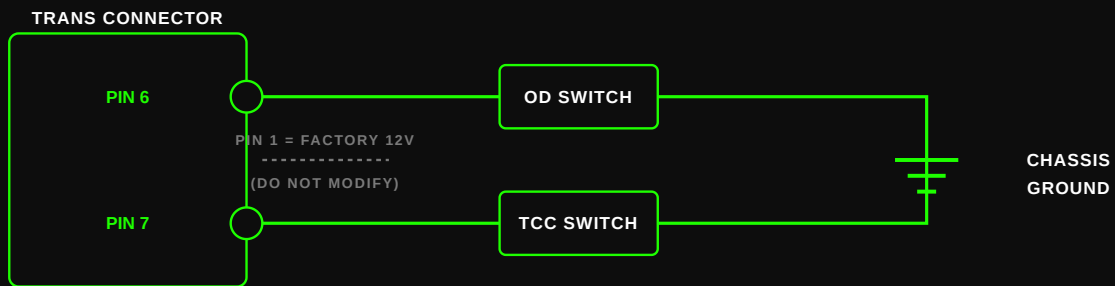 TRANS CONNECTOR
PIN 6
OD SWITCH
PIN 1 = FACTORY 12V
(DO NOT MODIFY)
CHASSIS
GROUND
PIN 7
TCC SWITCH